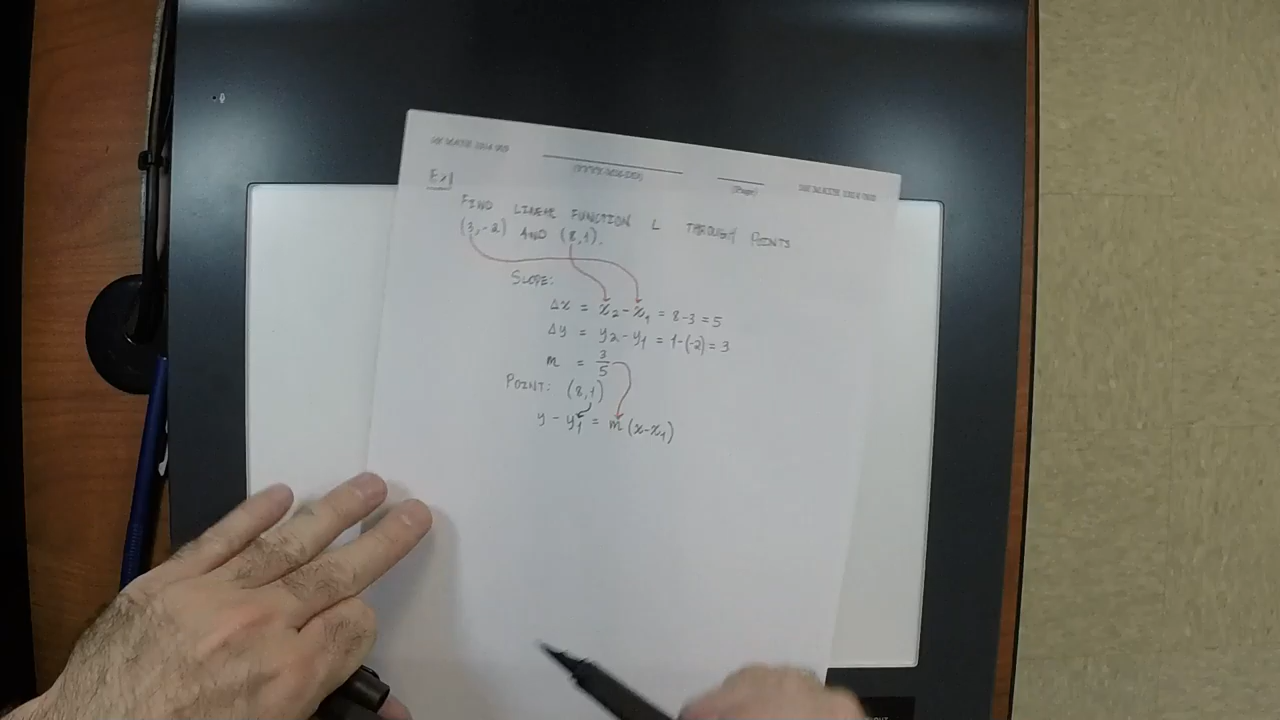 Ex1
FIND LINEAR FUNCTION L THROUGH POINTS
(3,-2) AND (8,1).
SLOPE:
Δx = x₂-x₁ = 8-3 = 5
Δy = y₂-y₁ = 1-(-2) = 3
m = 3/5
POINT: (8,1)
y - y₁ = m(x-x₁)